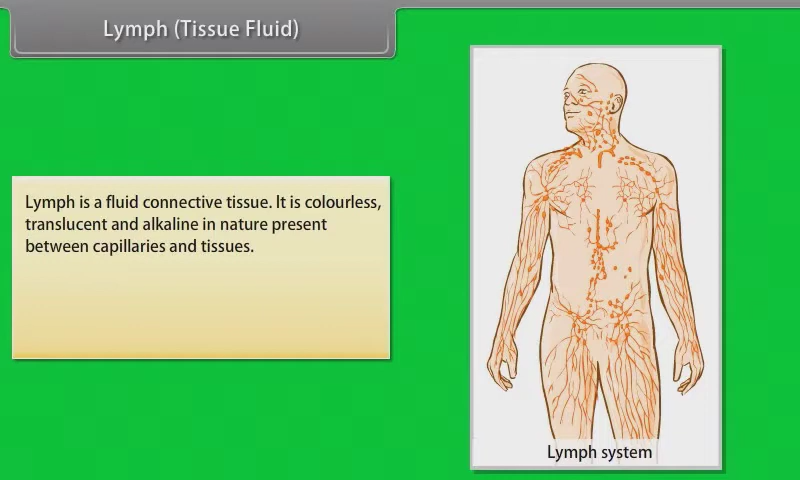 Lymph (Tissue Fluid)
Lymph is a fluid connective tissue. It is colourless,
translucent and alkaline in nature present
between capillaries and tissues.
Lymph system